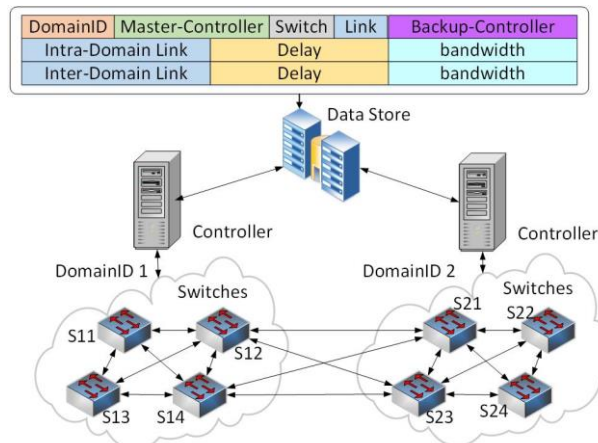 DomainID Master-Controller Switch Link Backup-Controller
Intra-Domain Link Delay bandwidth
Inter-Domain Link Delay bandwidth
Data Store
Controller
Controller
DomainID 1
DomainID 2
Switches
Switches
S11
S12
S13
S14
S21
S22
S23
S24